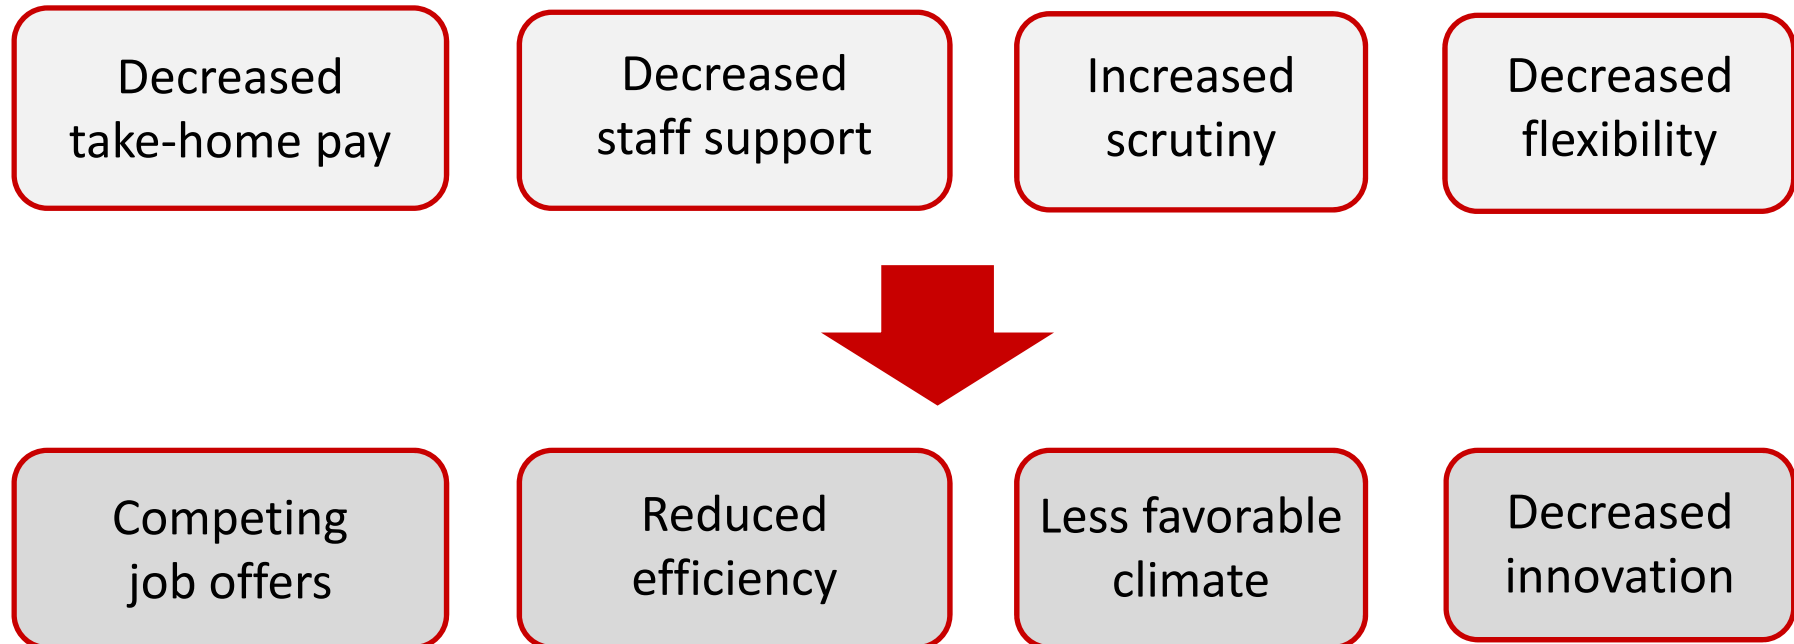 Decreased
take-home pay
Decreased
staff support
Increased
scrutiny
Decreased
flexibility
Competing
job offers
Reduced
efficiency
Less favorable
climate
Decreased
innovation